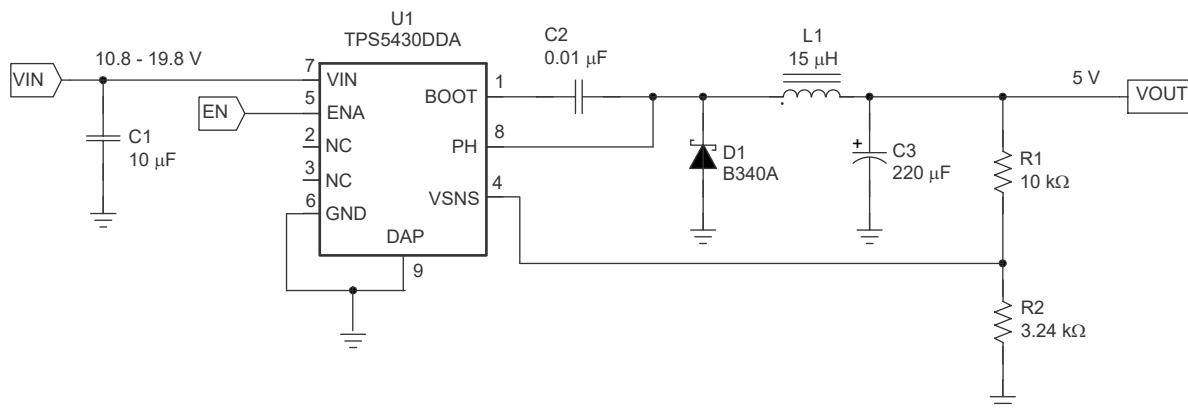 U1
TPS5430DDA
C2
0.01 μF
L1
15 μH
10.8 - 19.8 V
5 V
VIN
VOUT
EN
7
VIN
5
ENA
2
NC
3
NC
6
GND
BOOT
1
PH
8
VSNS
4
DAP
9
C1
10 μF
D1
B340A
+
C3
220 μF
R1
10 kΩ
R2
3.24 kΩ